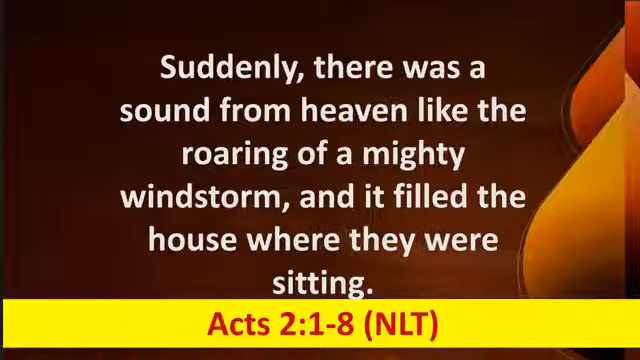 Suddenly, there was a
sound from heaven like the
roaring of a mighty
windstorm, and it filled the
house where they were
sitting.
Acts 2:1-8 (NLT)